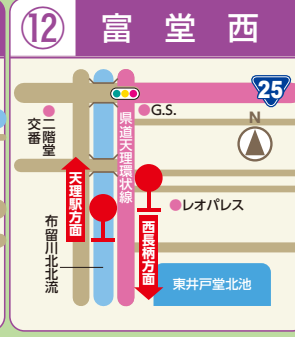 ⑫ 富堂西
25
G.S.
N
二階堂
交番
県道天理環状線
天理駅方面
レオパレス
布留川北北流
西長柄方面
東井戸堂北池